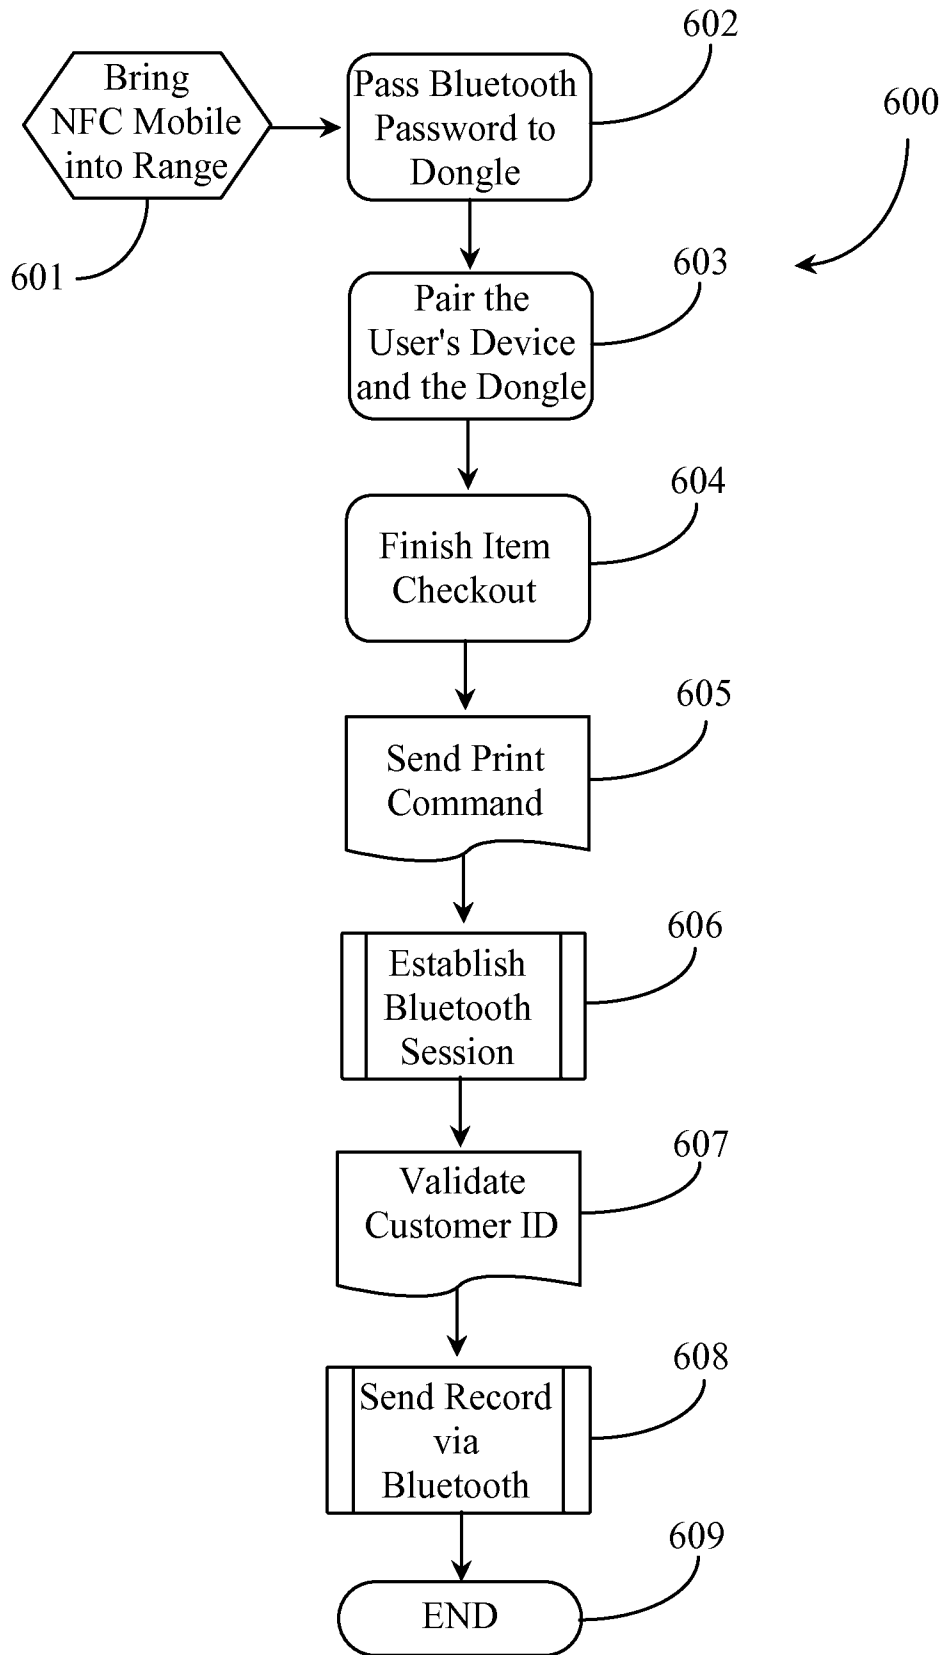 602
Bring
NFC Mobile
into Range
Pass Bluetooth
Password to
Dongle
600
601
603
Pair the
User's Device
and the Dongle
604
Finish Item
Checkout
605
Send Print
Command
606
Establish
Bluetooth
Session
607
Validate
Customer ID
608
Send Record
via
Bluetooth
609
END